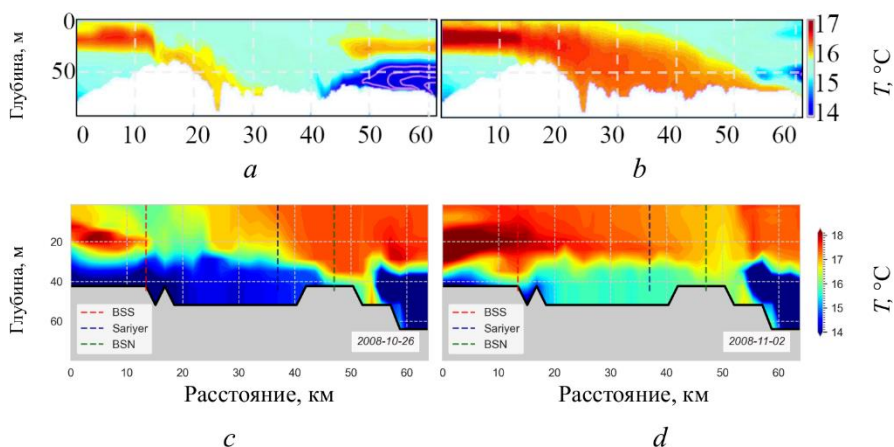 0
17
Глубина, м
16
50
15
T, °C
14
0 10 20 30 40 50 60 0 10 20 30 40 50 60
a b
Глубина, м
20
40
60
BSS
Sariyer
BSN
2008-10-26
BSS
Sariyer
BSN
2008-11-02
18
17
16
15
14
T, °C
0 10 20 30 40 50 60 0 10 20 30 40 50 60
Расстояние, км Расстояние, км
c d